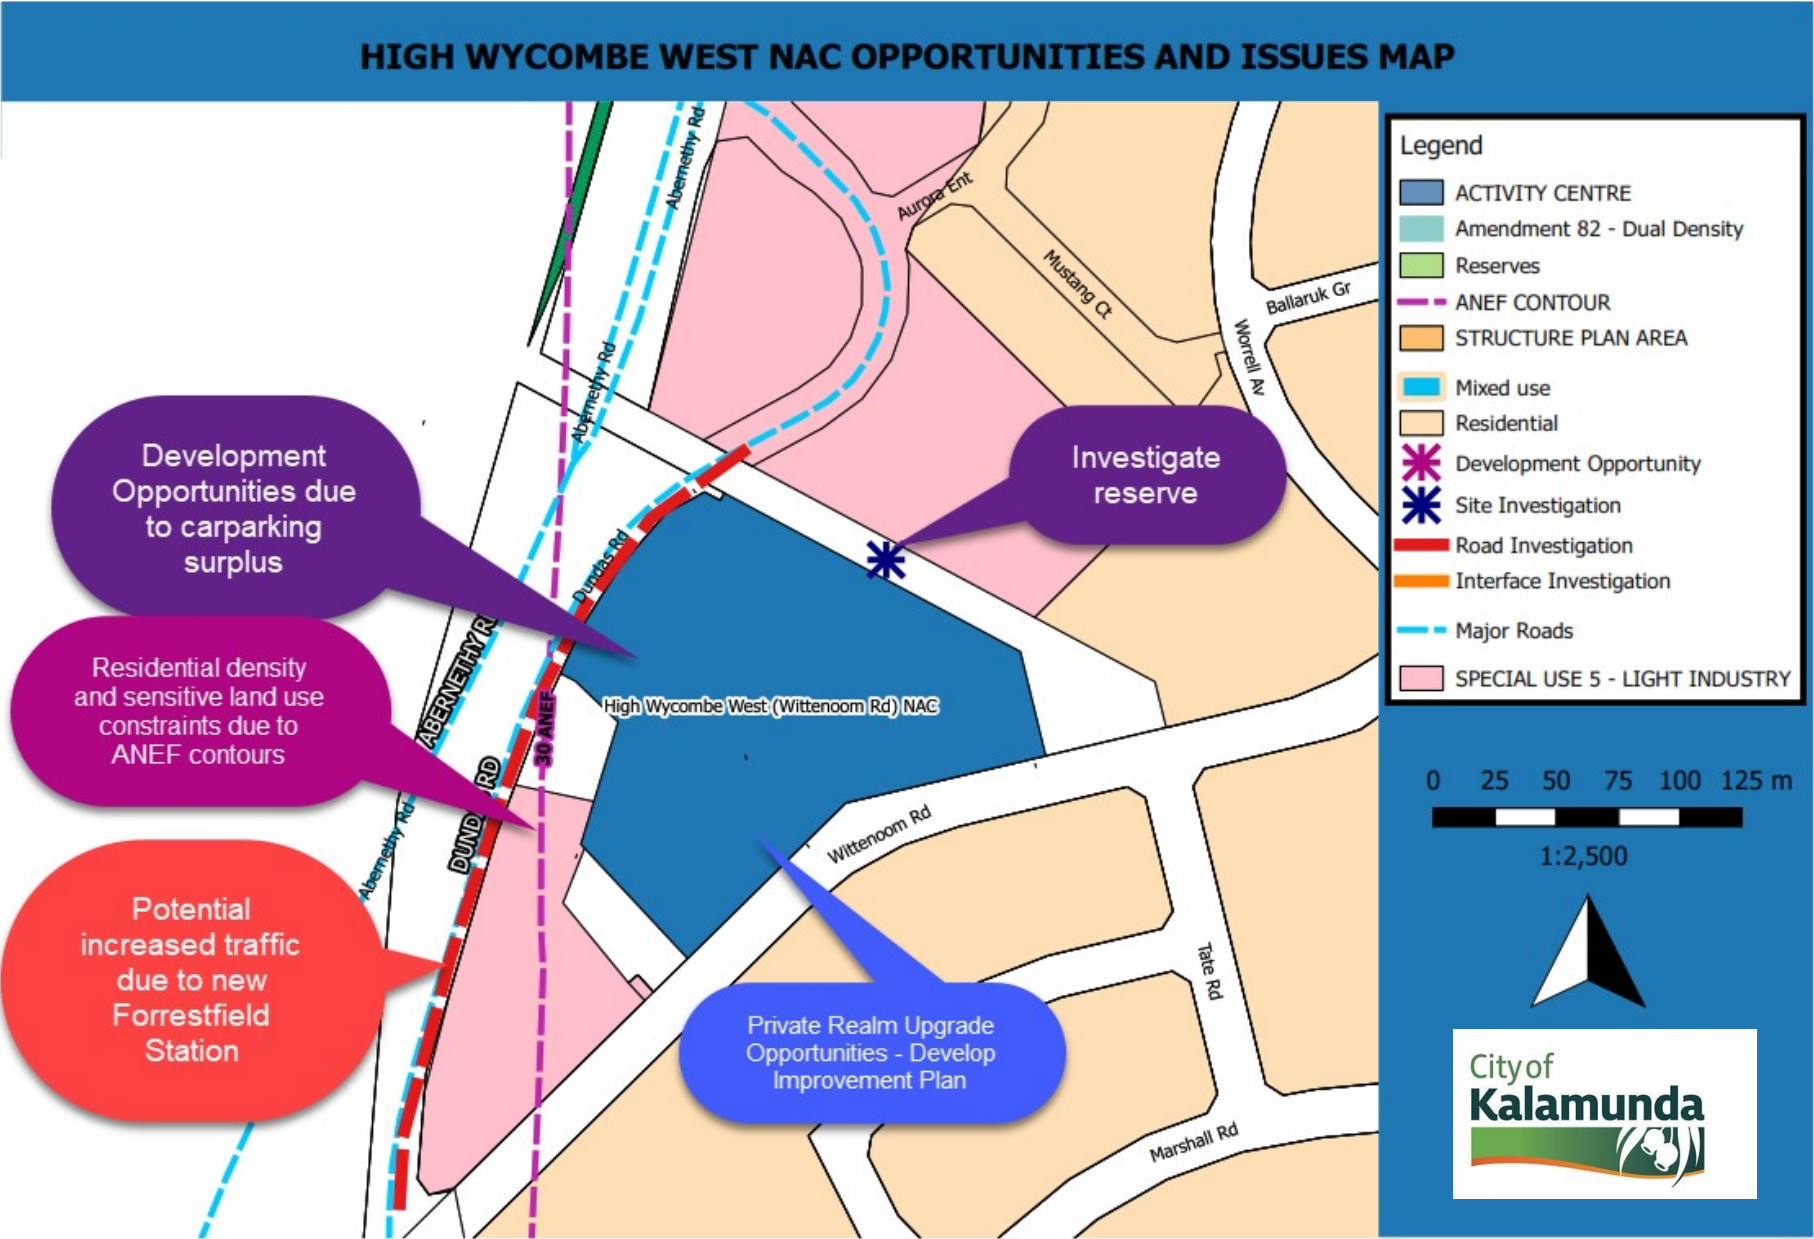 HIGH WYCOMBE WEST NAC OPPORTUNITIES AND ISSUES MAP
Abernethy Rd
Aurora Ent
Mustang Ct
Ballaruk Gr
Worrell Av
Abernethy Rd
Development
Opportunities due
to carparking
surplus
Investigate
reserve
Dundas Rd
ABERNETHY R
Residential density
and sensitive land use
constraints due to
ANEF contours
High Wycombe West (Wittenoom Rd) NAC
30 ANEF
DUND
RD
Abernethy Rd
Wittenoom Rd
Potential
increased traffic
due to new
Forrestfield
Station
Tate Rd
Private Realm Upgrade
Opportunities - Develop
Improvement Plan
Marshall Rd
Legend
ACTIVITY CENTRE
Amendment 82 - Dual Density
Reserves
ANEF CONTOUR
STRUCTURE PLAN AREA
Mixed use
Residential
Development Opportunity
Site Investigation
Road Investigation
Interface Investigation
Major Roads
SPECIAL USE 5 - LIGHT INDUSTRY
0 25 50 75 100 125 m
1:2,500
City of
Kalamunda